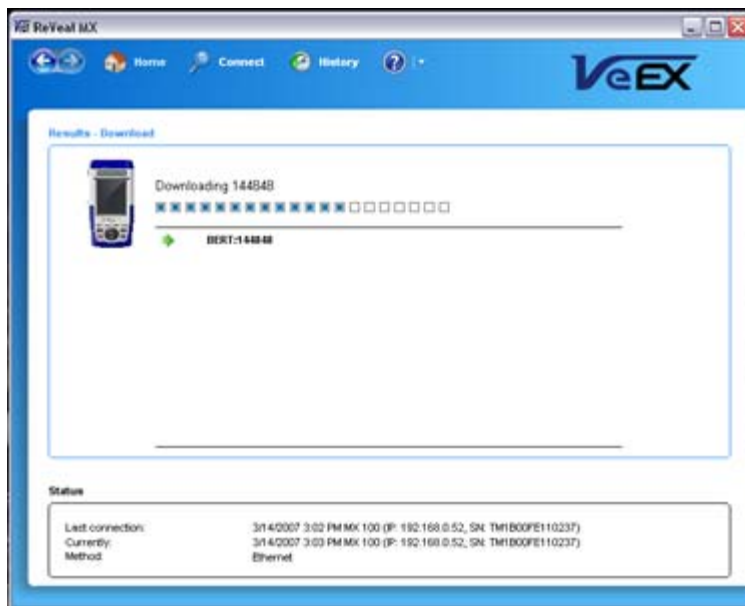 ReVeal MX
Home Connect History ?
VeEX
Results - Download
Downloading 144848
BERT:144848
Status
Last connection: 3/14/2007 3:02 PM MX 100 (IP: 192.168.0.52, SN: TM1B00FE110237)
Currently: 3/14/2007 3:03 PM MX 100 (IP: 192.168.0.52, SN: TM1B00FE110237)
Method: Ethernet